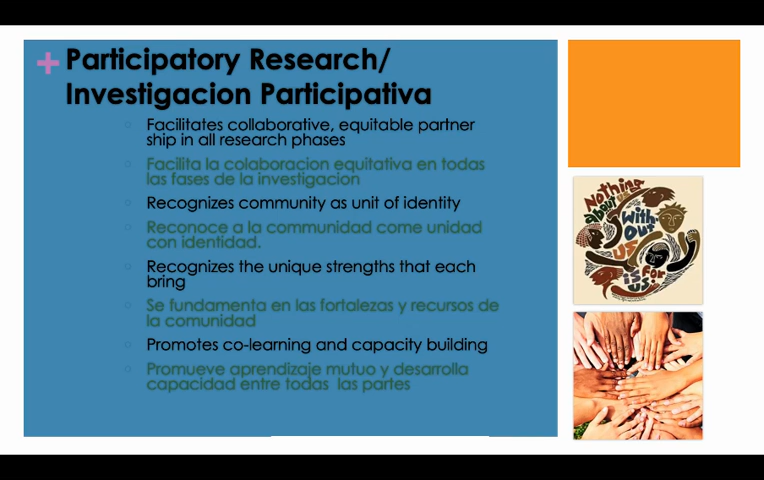 + Participatory Research/
Investigacion Participativa
Facilitates collaborative, equitable partner
ship in all research phases
Facilita la colaboracion equitativa en todas
las fases de la investigacion
Recognizes community as unit of identity
Reconoce a la communidad come unidad
con identidad.
Recognizes the unique strengths that each
bring
Se fundamenta en las fortalezas y recursos de
la comunidad
Promotes co-learning and capacity building
Promueve aprendizaje mutuo y desarrolla
capacidad entre todas las partes
Nothing
about us
with-
out
us
is for
us